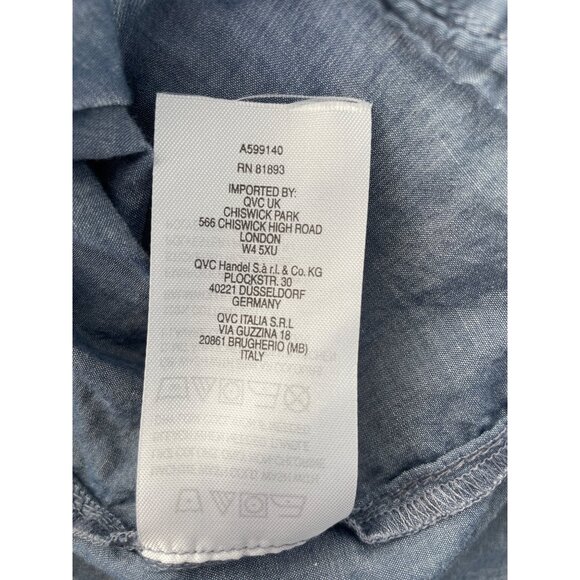 A599140
RN 81893
IMPORTED BY:
QVC UK
CHISWICK PARK
566 CHISWICK HIGH ROAD
LONDON
W4 5XU
QVC Handel S.à r.l. & Co. KG
PLOCKSTR. 30
40221 DÜSSELDORF
GERMANY
QVC ITALIA S.R.L
VIA GUZZINA 18
20861 BRUGHERIO (MB)
ITALY